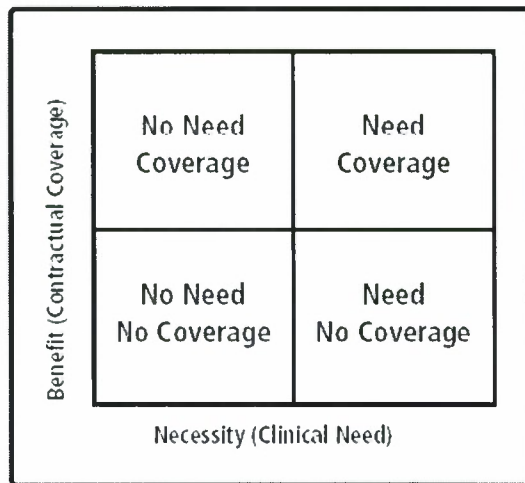 Benefit (Contractual Coverage)
No Need
Coverage
Need
Coverage
No Need
No Coverage
Need
No Coverage
Necessity (Clinical Need)